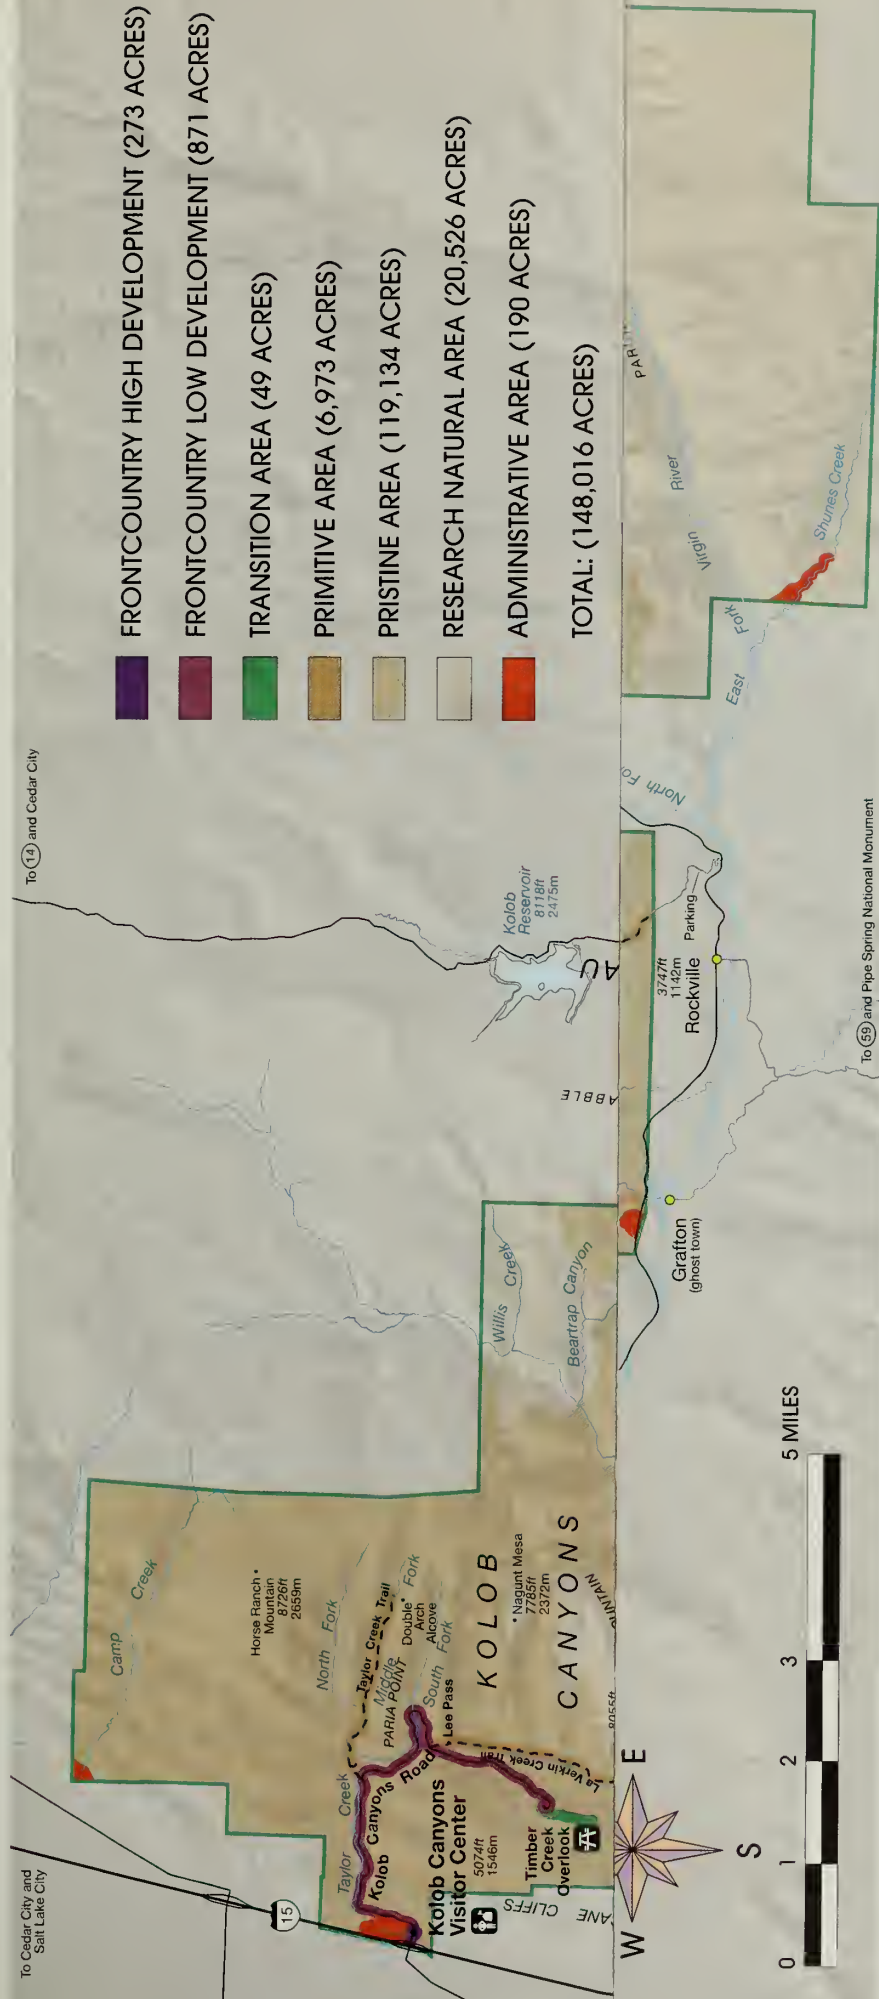 FRONTCOUNTRY HIGH DEVELOPMENT (273 ACRES)
FRONTCOUNTRY LOW DEVELOPMENT (871 ACRES)
TRANSITION AREA (49 ACRES)
PRIMITIVE AREA (6,973 ACRES)
PRISTINE AREA (119,134 ACRES)
RESEARCH NATURAL AREA (20,526 ACRES)
ADMINISTRATIVE AREA (190 ACRES)
TOTAL: (148,016 ACRES)
To Cedar City and
Salt Lake City
15
To 14 and Cedar City
Camp Creek
Horse Ranch
Mountain
8726ft
2659m
North Fork
Taylor Creek Trail
Middle Fork
PARIA POINT
Double
Arch
Alcove
South Fork
Lee Pass
Taylor Creek
Kolob Canyons Road
Kolob Canyons
Visitor Center
5074ft
1546m
Timber
Creek
Overlook
La Verkin Creek Trail
ANE CLIFFS
KOLOB
CANYONS
Nagunt Mesa
7785ft
2372m
UNTAIN
8055ft
Willis Creek
Beartrap Canyon
Kolob
Reservoir
8118ft
2475m
AU
ABBLE
Grafton
(ghost town)
3747ft
1142m
Rockville
Parking
North Fo
East Fork Virgin River
PAR
Shunes Creek
To 59 and Pipe Spring National Monument
W
E
S
0 1 2 3 5 MILES